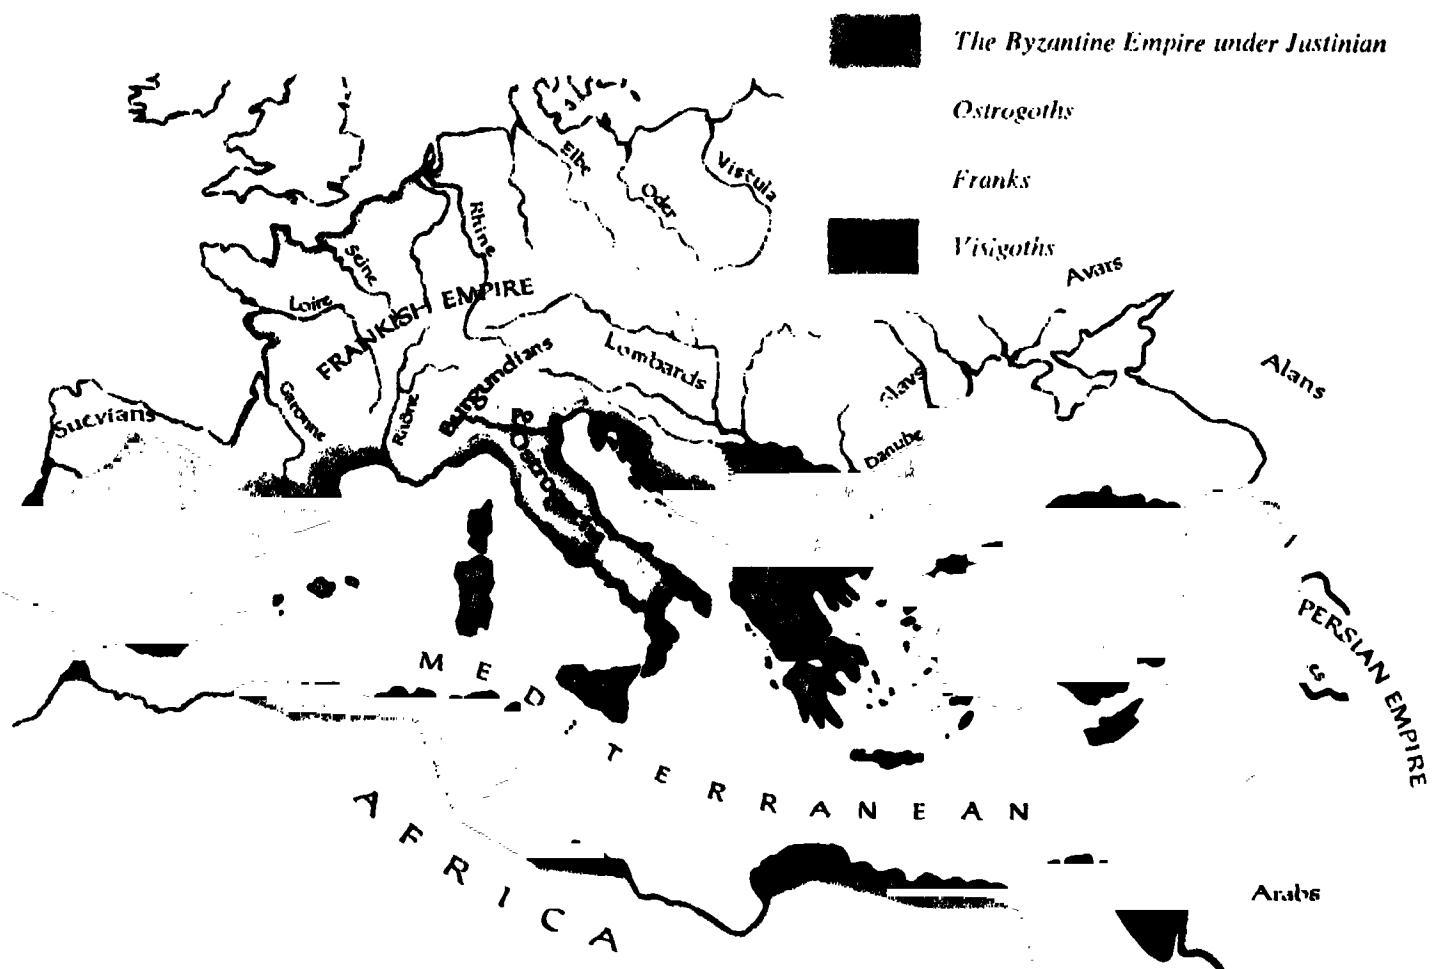 The Byzantine Empire under Justinian
Ostrogoths
Franks
Visigoths
Elbe
Oder
Vistula
Rhine
Seine
Loire
FRANKISH EMPIRE
Avars
Alans
Lombards
Burgundians
Slavs
Suevians
Garonne
Rhône
Po
Danube
PERSIAN EMPIRE
MEDITERRANEAN
AFRICA
Arabs